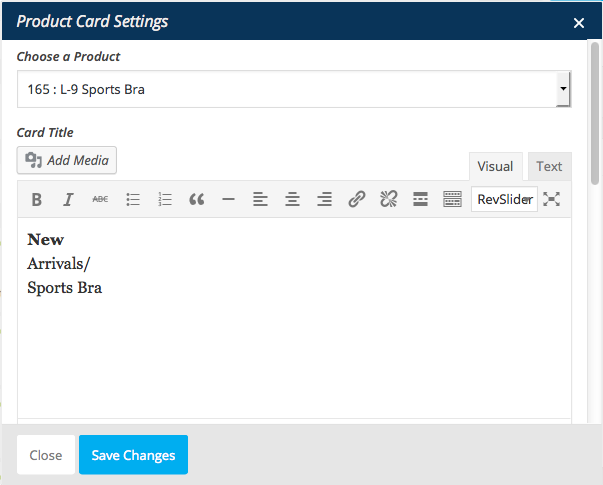 Product Card Settings
×
Choose a Product
165 : L-9 Sports Bra
Card Title
Add Media
Visual Text
B I ABC RevSlider
New
Arrivals/
Sports Bra
Close Save Changes